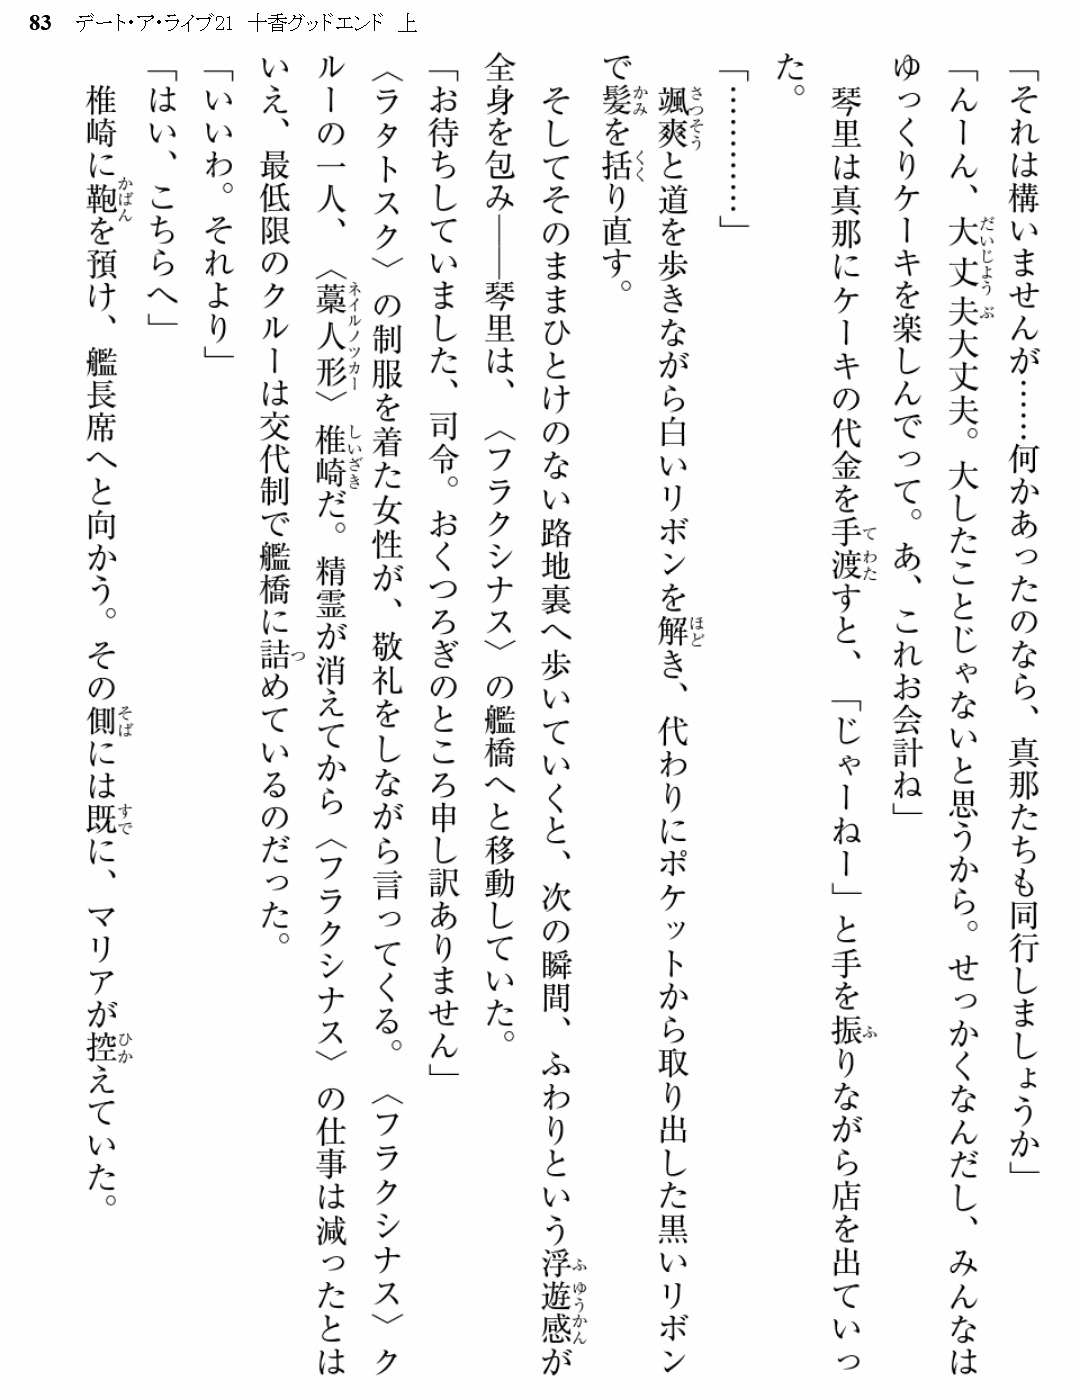 83 デート・ア・ライブ21 十香グッドエンド 上
「それは構いませんが……何かあったのなら、真那たちも同行しましょうか」
「んーん、大丈夫大丈夫。大したことじゃないと思うから。せっかくなんだし、みんなは
ゆっくりケーキを楽しんでって。あ、これお会計ね」
琴里は真那にケーキの代金を手渡すと、「じゃーねー」と手を振りながら店を出ていっ
た。
「…………」
颯爽と道を歩きながら白いリボンを解き、代わりにポケットから取り出した黒いリボン
で髪を括り直す。
そしてそのままひとけのない路地裏へ歩いていくと、次の瞬間、ふわりという浮遊感が
全身を包み――琴里は、〈フラクシナス〉の艦橋へと移動していた。
「お待ちしていました、司令。おくつろぎのところ申し訳ありません」
〈ラタトスク〉の制服を着た女性が、敬礼をしながら言ってくる。〈フラクシナス〉ク
ルーの一人、〈藁人形〉椎崎だ。精霊が消えてから〈フラクシナス〉の仕事は減ったとは
いえ、最低限のクルーは交代制で艦橋に詰めているのだった。
「いいわ。それより」
「はい、こちらへ」
椎崎に鞄を預け、艦長席へと向かう。その側には既に、マリアが控えていた。